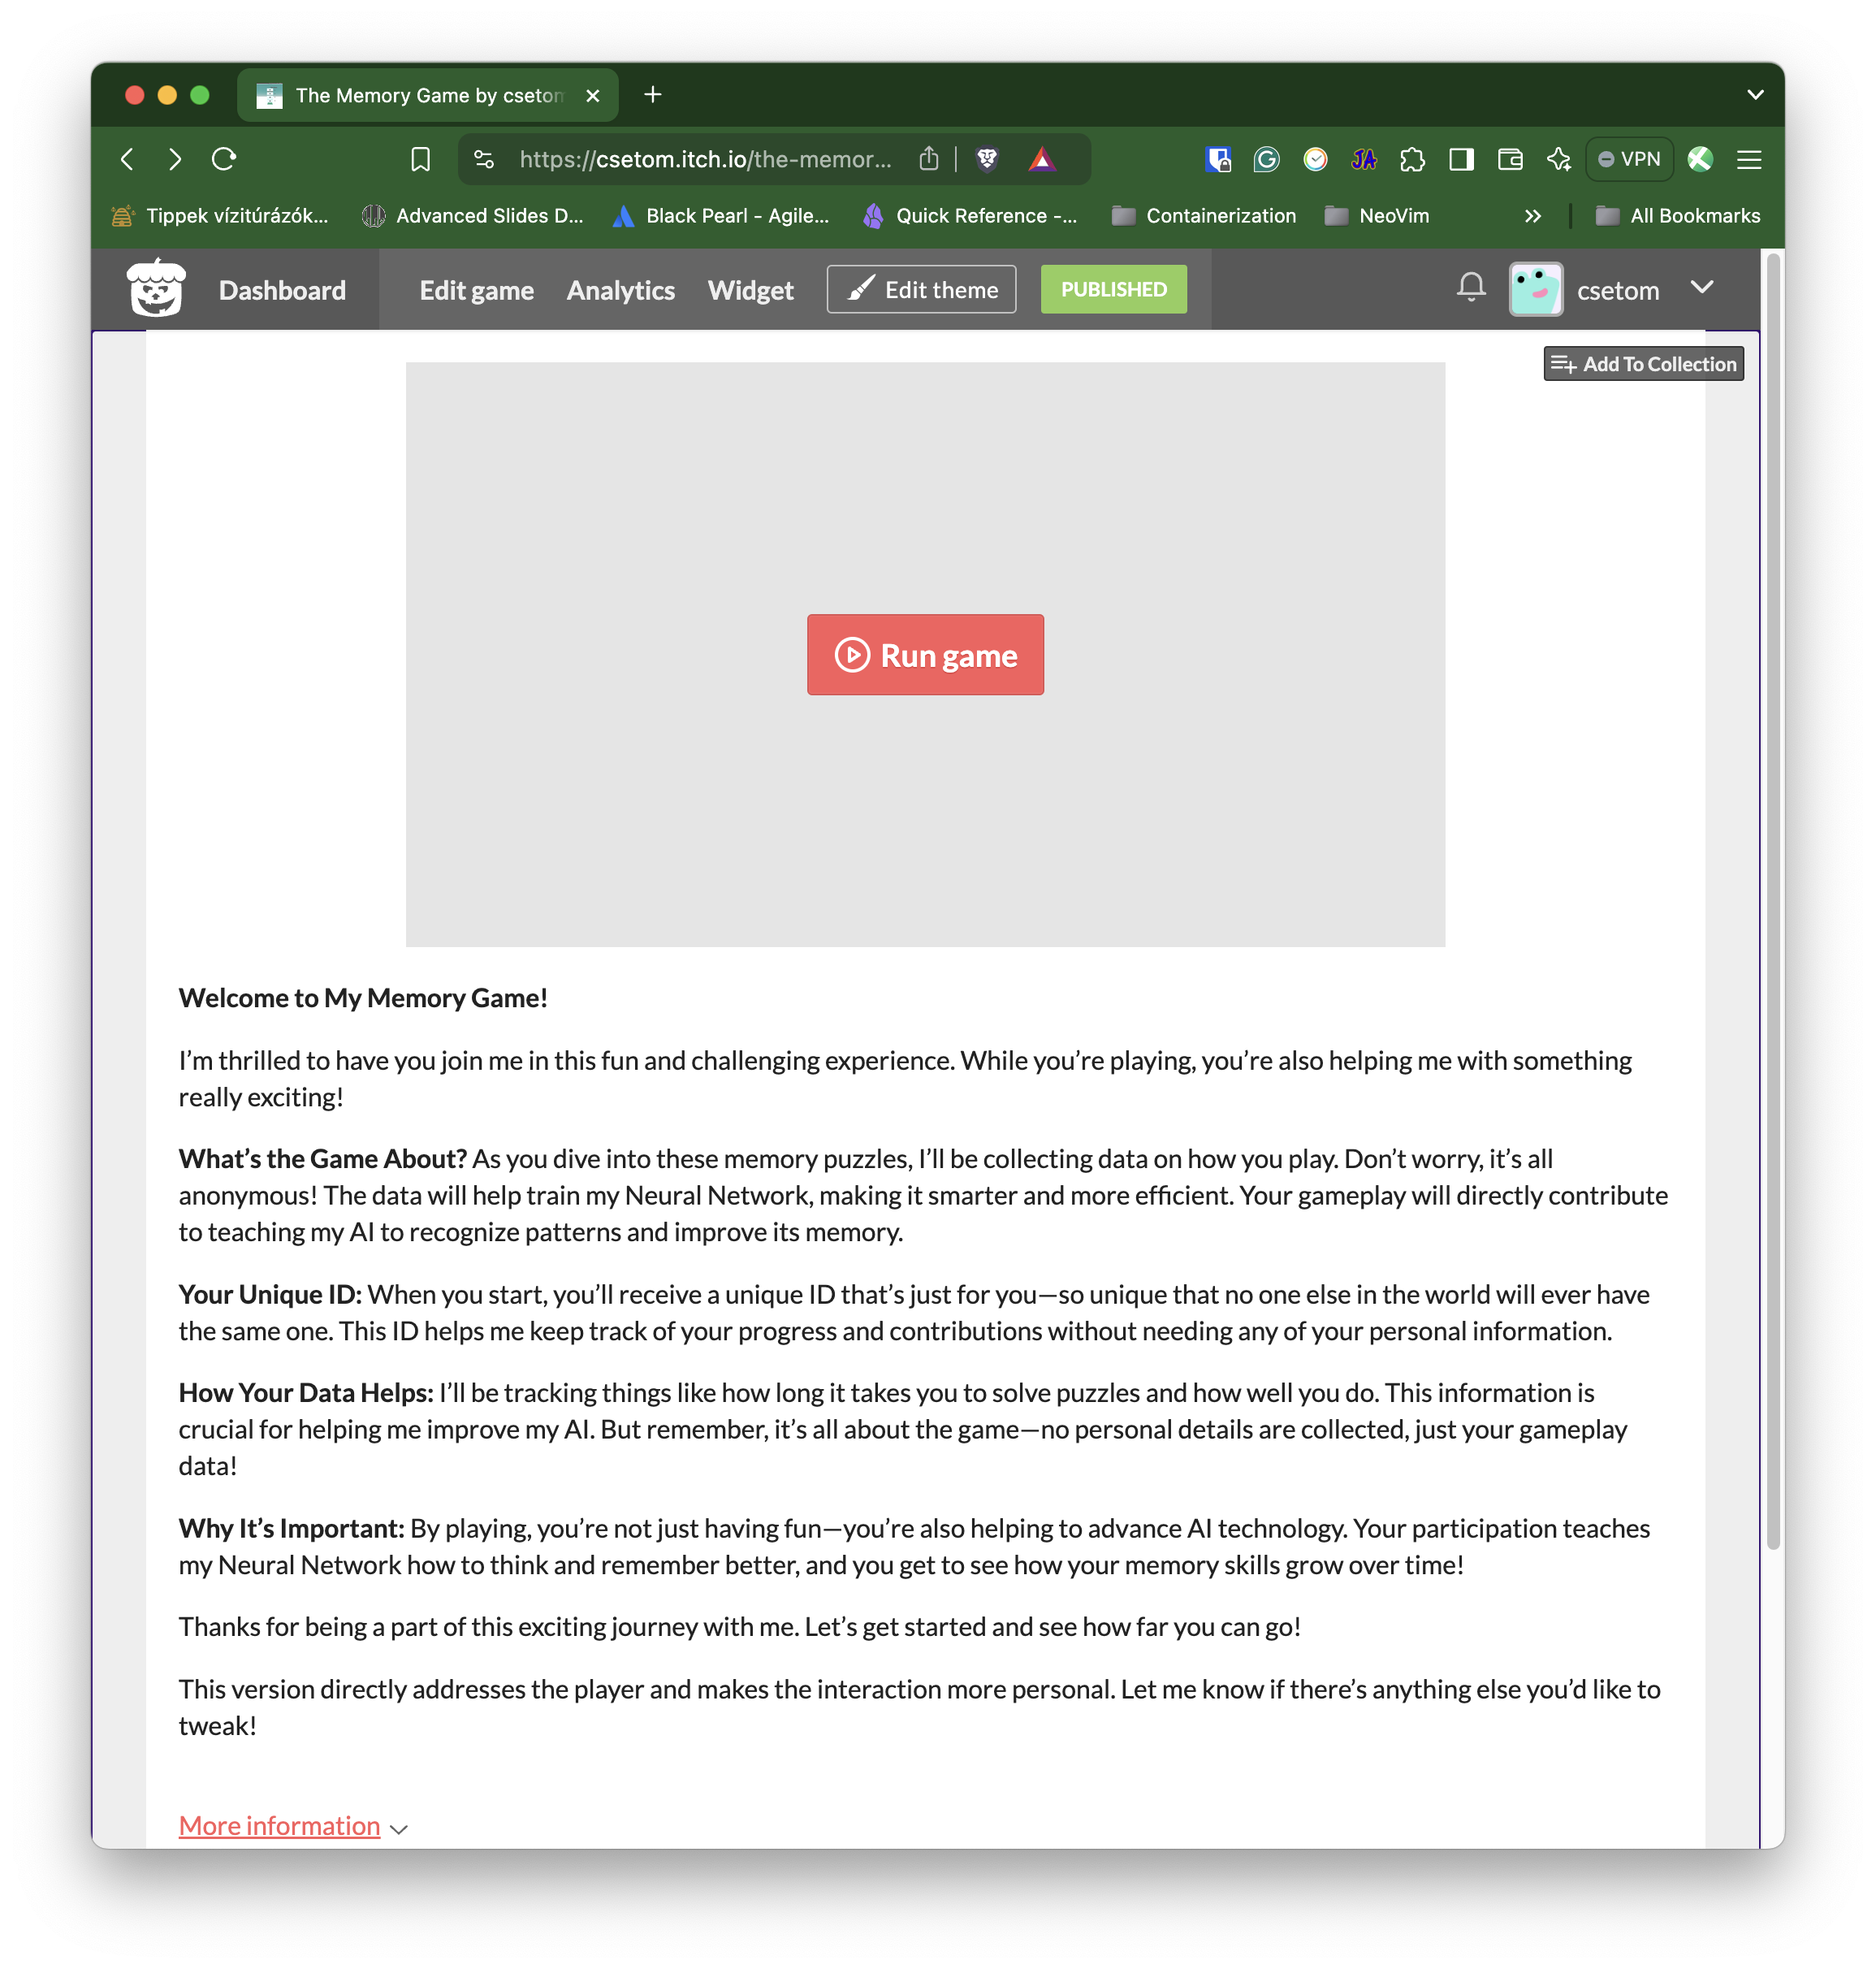 The Memory Game by cseton
https://csetom.itch.io/the-memor...
VPN
Tippek vízitúrázók...
Advanced Slides D...
Black Pearl - Agile...
Quick Reference -...
Containerization
NeoVim
All Bookmarks
Dashboard
Edit game
Analytics
Widget
Edit theme
PUBLISHED
csetom
Add To Collection
Run game
Welcome to My Memory Game!
I'm thrilled to have you join me in this fun and challenging experience. While you're playing, you're also helping me with something
really exciting!
What's the Game About? As you dive into these memory puzzles, I'll be collecting data on how you play. Don't worry, it's all
anonymous! The data will help train my Neural Network, making it smarter and more efficient. Your gameplay will directly contribute
to teaching my AI to recognize patterns and improve its memory.
Your Unique ID: When you start, you'll receive a unique ID that's just for you—so unique that no one else in the world will ever have
the same one. This ID helps me keep track of your progress and contributions without needing any of your personal information.
How Your Data Helps: I'll be tracking things like how long it takes you to solve puzzles and how well you do. This information is
crucial for helping me improve my AI. But remember, it's all about the game—no personal details are collected, just your gameplay
data!
Why It's Important: By playing, you're not just having fun—you're also helping to advance AI technology. Your participation teaches
my Neural Network how to think and remember better, and you get to see how your memory skills grow over time!
Thanks for being a part of this exciting journey with me. Let's get started and see how far you can go!
This version directly addresses the player and makes the interaction more personal. Let me know if there's anything else you'd like to
tweak!
More information